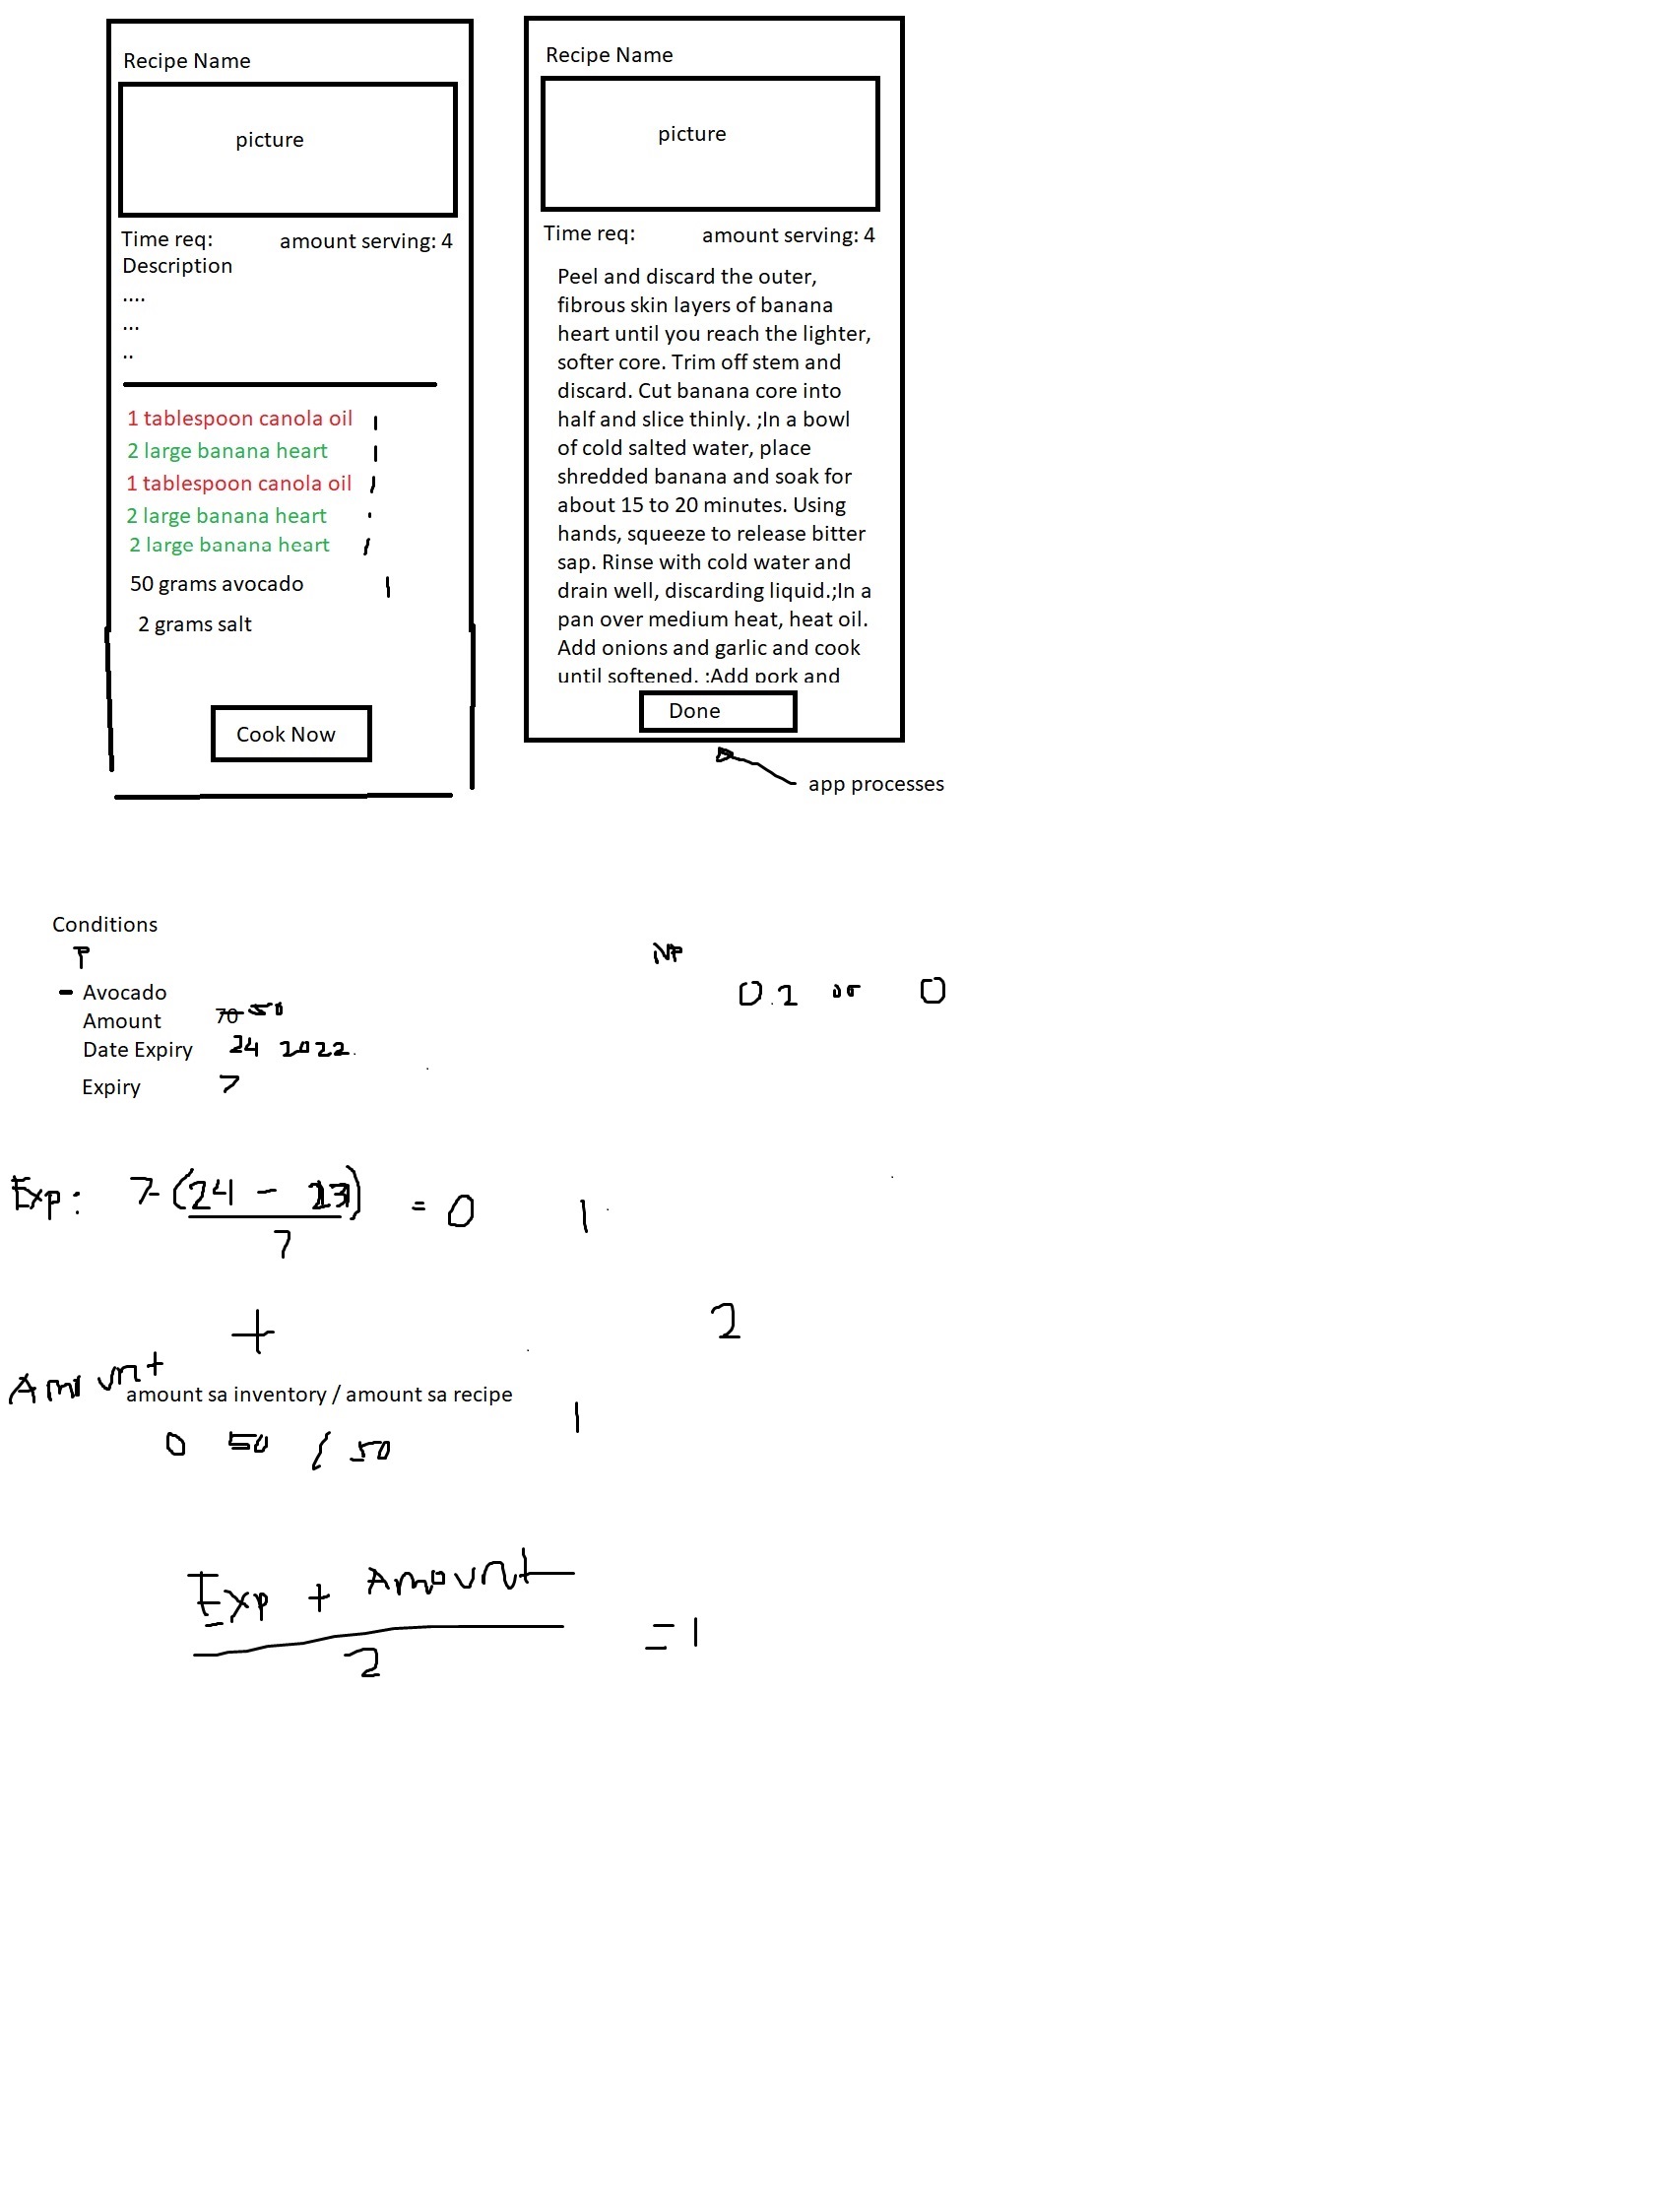 Recipe Name
picture
Time req: amount serving: 4
Description
....
...
..
1 tablespoon canola oil
2 large banana heart
1 tablespoon canola oil
2 large banana heart
2 large banana heart
50 grams avocado
2 grams salt
Cook Now
Recipe Name
picture
Time req: amount serving: 4
Peel and discard the outer,
fibrous skin layers of banana
heart until you reach the lighter,
softer core. Trim off stem and
discard. Cut banana core into
half and slice thinly. ;In a bowl
of cold salted water, place
shredded banana and soak for
about 15 to 20 minutes. Using
hands, squeeze to release bitter
sap. Rinse with cold water and
drain well, discarding liquid.;In a
pan over medium heat, heat oil.
Add onions and garlic and cook
until softened. ;Add pork and
Done
app processes
Conditions
P
NP
- Avocado
0.2 or 0
Amount 70 50
Date Expiry 24 2022
Expiry 7
Exp: 7-(24 - ) = 0 1
7
+
2
Amount
amount sa inventory / amount sa recipe
1
0 50 / 50
Exp + Amount
2
= 1